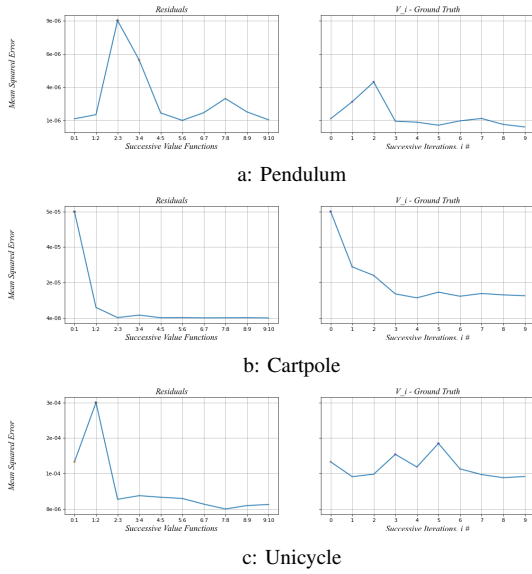 Residuals
V_i - Ground Truth
Mean Squared Error
9e-06
6e-06
4e-06
1e-06
0:1 1:2 2:3 3:4 4:5 5:6 6:7 7:8 8:9 9:10
0 1 2 3 4 5 6 7 8 9
Successive Value Functions
Successive Iterations, i #
a: Pendulum
Residuals
V_i - Ground Truth
Mean Squared Error
5e-05
4e-05
2e-05
4e-08
0:1 1:2 2:3 3:4 4:5 5:6 6:7 7:8 8:9 9:10
0 1 2 3 4 5 6 7 8 9
Successive Value Functions
Successive Iterations, i #
b: Cartpole
Residuals
V_i - Ground Truth
Mean Squared Error
3e-04
2e-04
1e-04
8e-06
0:1 1:2 2:3 3:4 4:5 5:6 6:7 7:8 8:9 9:10
0 1 2 3 4 5 6 7 8 9
Successive Value Functions
Successive Iterations, i #
c: Unicycle